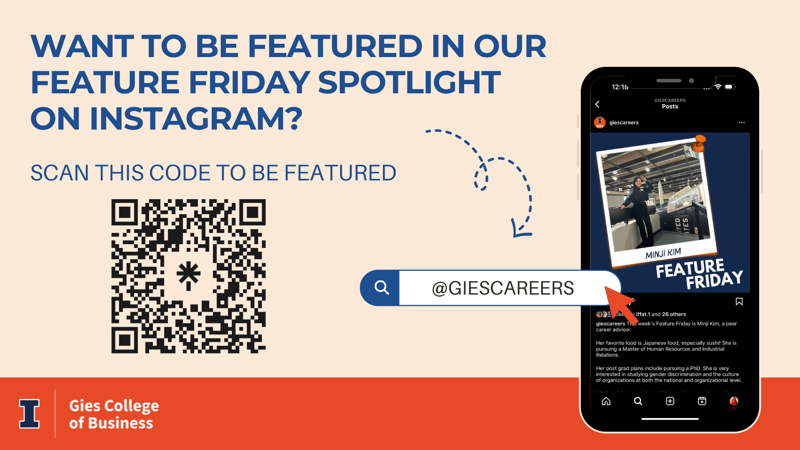 WANT TO BE FEATURED IN OUR
FEATURE FRIDAY SPOTLIGHT
ON INSTAGRAM?
SCAN THIS CODE TO BE FEATURED
@GIESCAREERS
12:16
GIESCAREERS
Posts
giescareers
MINJI KIM
FEATURE
FRIDAY
iffat.1 and 26 others
giescareers This week's Feature Friday is Minji Kim, a peer
career advisor.
Her favorite food is Japanese food, especially sushi! She is
pursuing a Master of Human Resources and Industrial
Relations.
Her post grad plans include pursuing a PhD. She is very
interested in studying gender discrimination and the culture
of organizations at both the national and organizational level.
I
Gies College
of Business